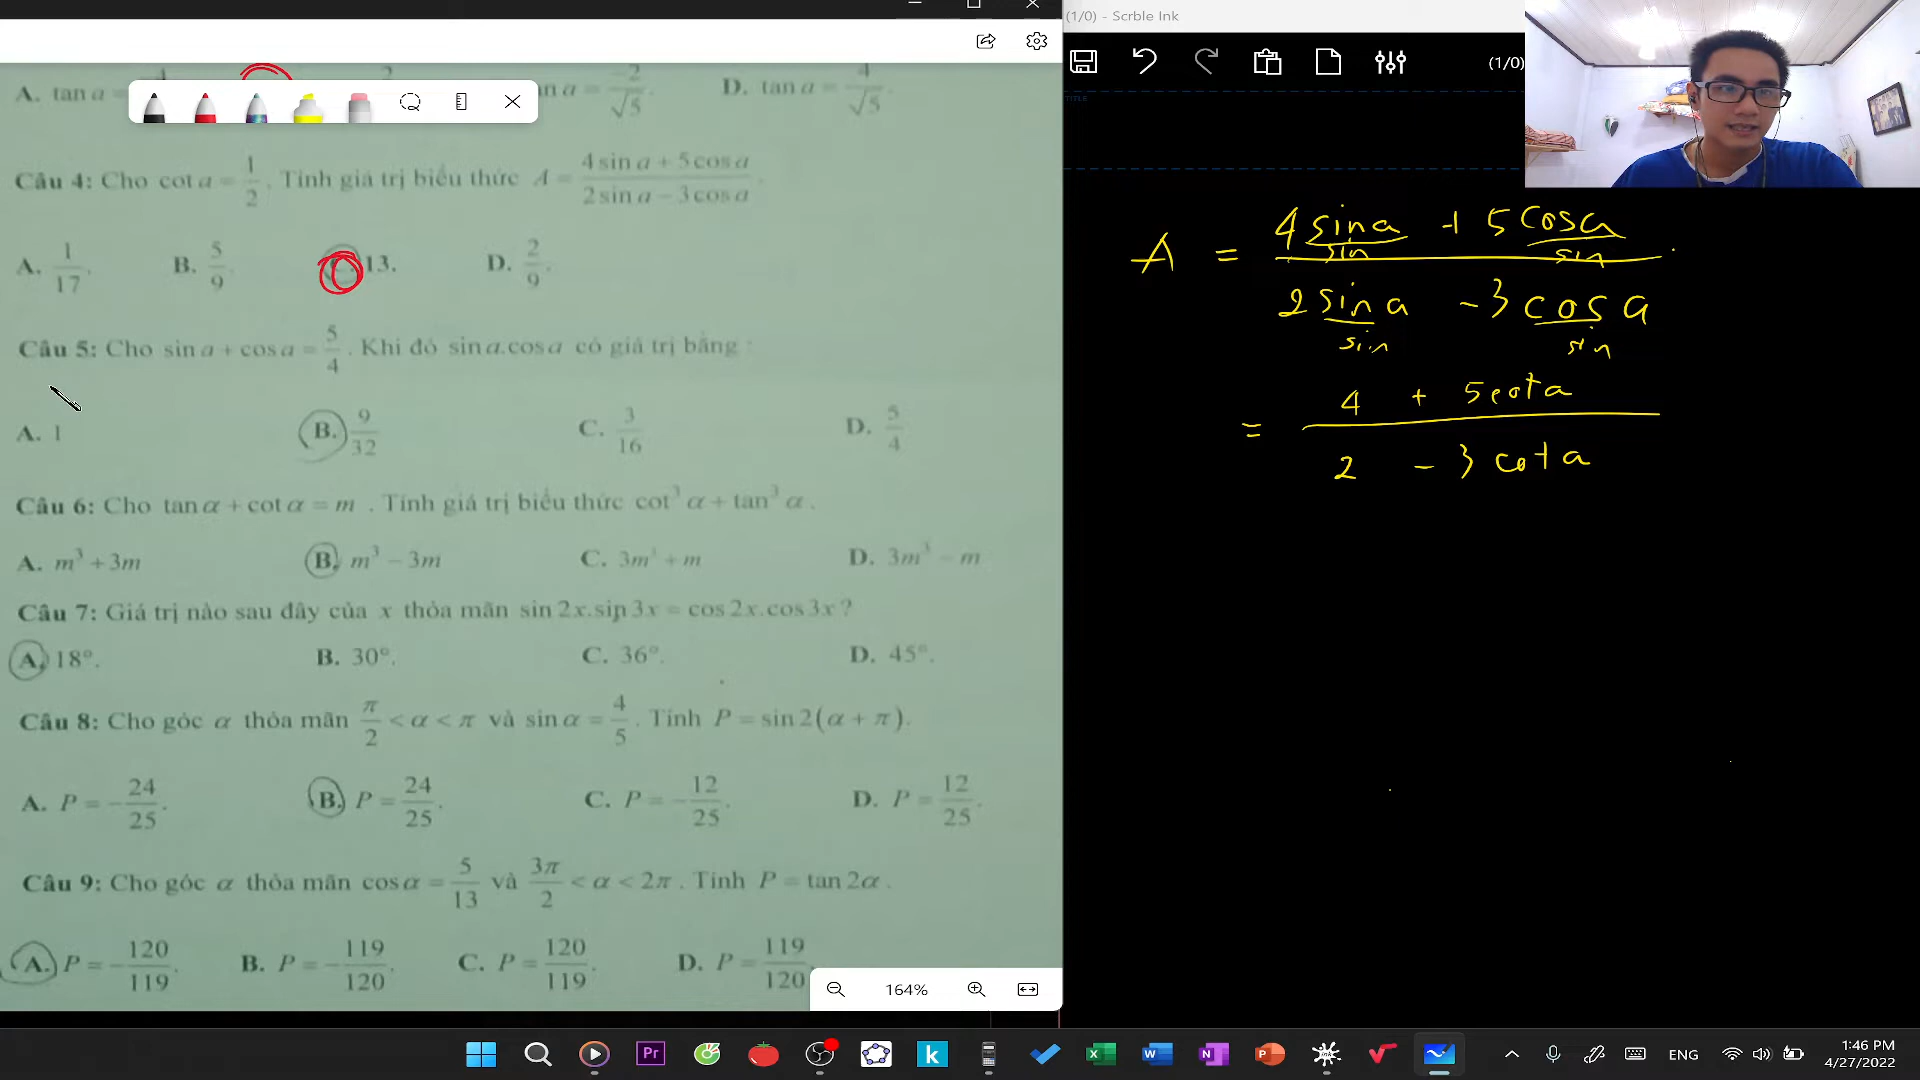 (1/0) - Scrble Ink
(1/0)
TITLE
A. tan a = D. tan a = 4/√5
Câu 4: Cho cot a = 1/2. Tính giá trị biểu thức A = (4 sin a + 5 cos a)/(2 sin a − 3 cos a).
A. 1/17. B. 5/9. 13. D. 2/9.
Câu 5: Cho sin a + cos a = 5/4. Khi đó sin a.cos a có giá trị bằng :
A. 1 B. 9/32 C. 3/16 D. 5/4
Câu 6: Cho tan α + cot α = m . Tính giá trị biểu thức cot³ α + tan³ α .
A. m³ + 3m B. m³ − 3m C. 3m³ + m D. 3m³ − m
Câu 7: Giá trị nào sau đây của x thỏa mãn sin 2x.sin 3x = cos 2x.cos 3x ?
A. 18°. B. 30°. C. 36°. D. 45°.
Câu 8: Cho góc α thỏa mãn π/2 < α < π và sin α = 4/5. Tính P = sin 2(α + π).
A. P = −24/25. B. P = 24/25. C. P = −12/25. D. P = 12/25.
Câu 9: Cho góc α thỏa mãn cos α = 5/13 và 3π/2 < α < 2π. Tính P = tan 2α .
A. P = −120/119. B. P = −119/120. C. P = 120/119. D. P = 119/120
164%
A = 4 sina + 5 cosa
sin sin
2 sin a − 3 cos a
sin sin
= 4 + 5 cot a
2 − 3 cot a
Pr
k
ENG
1:46 PM
4/27/2022